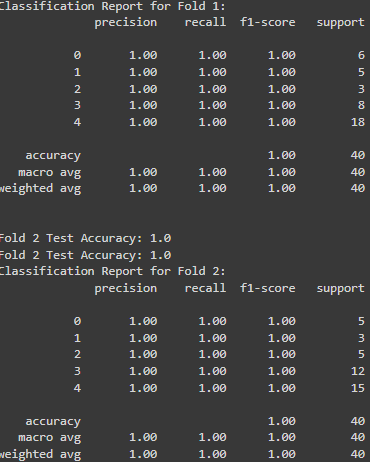 Classification Report for Fold 1:
precision recall f1-score support
0 1.00 1.00 1.00 6
1 1.00 1.00 1.00 5
2 1.00 1.00 1.00 3
3 1.00 1.00 1.00 8
4 1.00 1.00 1.00 18
accuracy 1.00 40
macro avg 1.00 1.00 1.00 40
weighted avg 1.00 1.00 1.00 40
Fold 2 Test Accuracy: 1.0
Fold 2 Test Accuracy: 1.0
Classification Report for Fold 2:
precision recall f1-score support
0 1.00 1.00 1.00 5
1 1.00 1.00 1.00 3
2 1.00 1.00 1.00 5
3 1.00 1.00 1.00 12
4 1.00 1.00 1.00 15
accuracy 1.00 40
macro avg 1.00 1.00 1.00 40
weighted avg 1.00 1.00 1.00 40